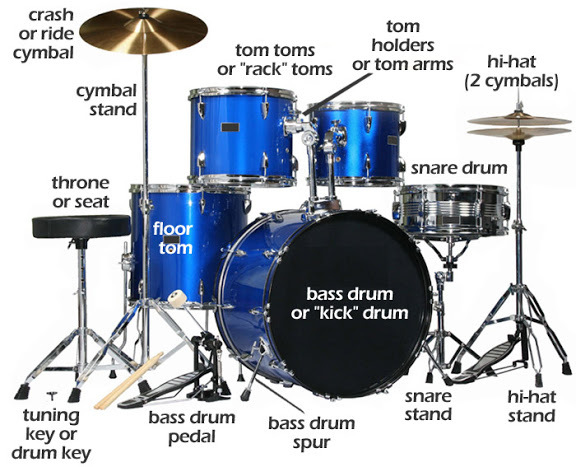 crash
or ride
cymbal
cymbal
stand
tom toms
or "rack" toms
tom
holders
or tom arms
hi-hat
(2 cymbals)
snare drum
throne
or seat
floor
tom
bass drum
or "kick" drum
tuning
key or
drum key
bass drum
pedal
bass drum
spur
snare
stand
hi-hat
stand